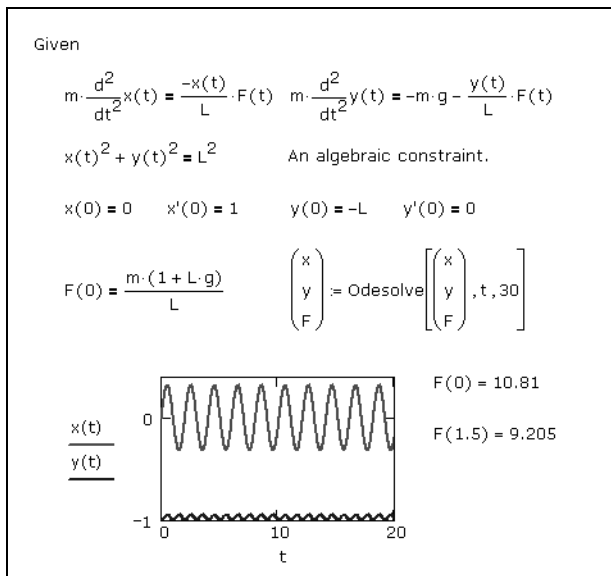 Given
m·d²/dt² x(t) = -x(t)/L·F(t)   m·d²/dt² y(t) = -m·g - y(t)/L·F(t)
x(t)² + y(t)² = L²   An algebraic constraint.
x(0) = 0   x'(0) = 1   y(0) = -L   y'(0) = 0
F(0) = m·(1 + L·g)/L   (x y F) := Odesolve[(x y F), t, 30]
F(0) = 10.81
0
x(t)
F(1.5) = 9.205
y(t)
-1
0 10 20
t